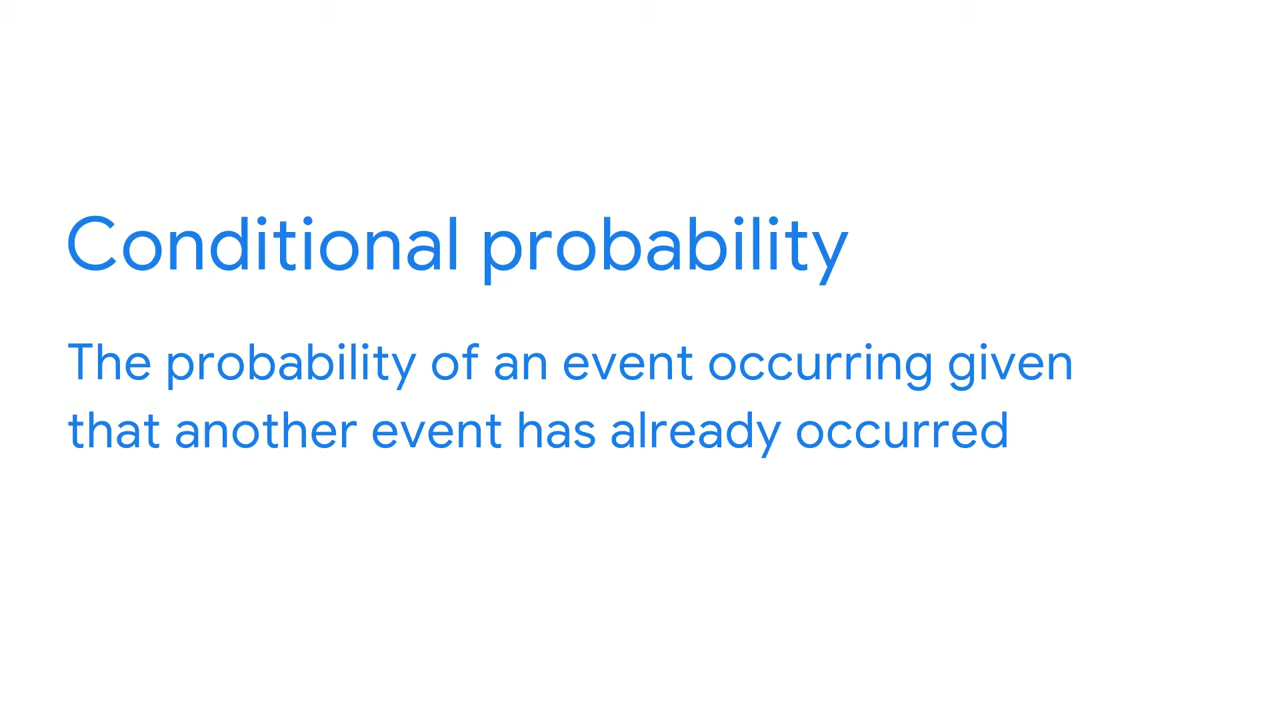 Conditional probability
The probability of an event occurring given
that another event has already occurred